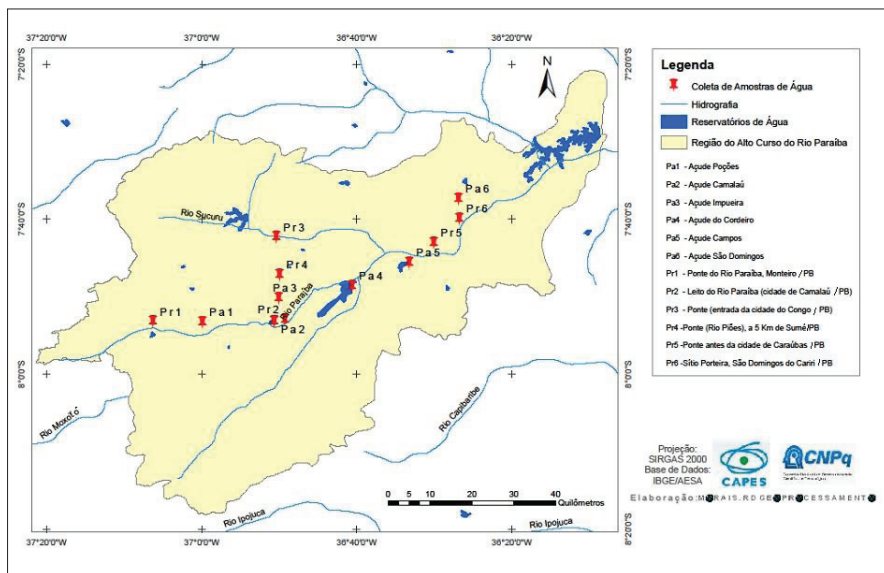 37°20'0"W 37°0'0"W 36°40'0"W 36°20'0"W
7°20'0"S
7°40'0"S
8°0'0"S
7°20'0"S
7°40'0"S
8°0'0"S
8°20'0"S
N
Pa6
Pr6
Rio Sucuru
Pr3
Pr5
Pa5
Pr4
Pa4
Pa3
Pr1
Pa1
Pr2
Rio Paraíba
Pa2
Rio Moxotó
Rio Capibaribe
0 5 10 20 30 40
Quilômetros
Rio Ipojuca
Rio Ipojuca
37°20'0"W 37°0'0"W 36°40'0"W 36°20'0"W
Legenda
Coleta de Amostras de Água
Hidrografia
Reservatórios de Água
Região do Alto Curso do Rio Paraíba
Pa1 - Açude Poções
Pa2 - Açude Camalaú
Pa3 - Açude Impueira
Pa4 - Açude do Cordeiro
Pa5 - Açude Campos
Pa6 - Açude São Domingos
Pr1 - Ponte do Rio Paraíba, Monteiro / PB
Pr2 - Leito do Rio Paraíba (cidade de Camalaú / PB)
Pr3 - Ponte (entrada da cidade do Congo / PB)
Pr4 -Ponte (Rio Piões), a 5 Km de Sumé/PB
Pr5 -Ponte antes da cidade de Caraúbas / PB
Pr6 -Sítio Porteira, São Domingos do Cariri / PB
Projeção:
SIRGAS 2000
Base de Dados:
IBGE/AESA
CAPES
CNPq
Elaboração: